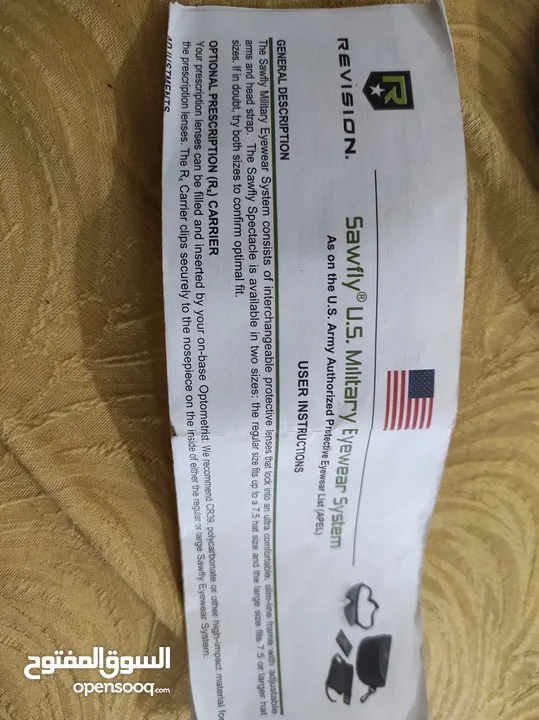 REVISION.
Sawfly® U.S. Military Eyewear System
As on the U.S. Army Authorized Protective Eyewear List (APEL)
USER INSTRUCTIONS
GENERAL DESCRIPTION
The Sawfly Military Eyewear System consists of interchangeable protective lenses that lock into an ultra comfortable, slim-line frame with adjustable
arms and head strap. The Sawfly Spectacle is available in two sizes: the regular size fits up to a 7.5 hat size and the large size fits 7.5 or larger hat
sizes. If in doubt, try both sizes to confirm optimal fit.
OPTIONAL PRESCRIPTION (Rx) CARRIER
Your prescription lenses can be filled and inserted by your on-base Optometrist. We recommend CR39, polycarbonate or other high-impact material for
the prescription lenses. The Rx Carrier clips securely to the nosepiece on the inside of either the regular or large Sawfly Eyewear System.
ADJUSTMENTS
السوق المفتوح
opensooq.com